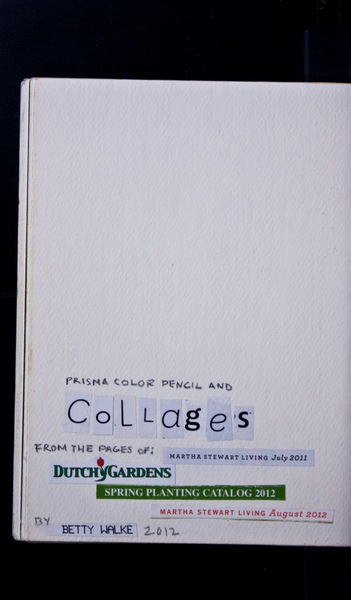 PRISMA COLOR PENCIL AND
CoLLages
FROM THE PAGES OF:
MARTHA STEWART LIVING July 2011
DUTCH GARDENS
SPRING PLANTING CATALOG 2012
MARTHA STEWART LIVING August 2012
BY BETTY WALKE 2012